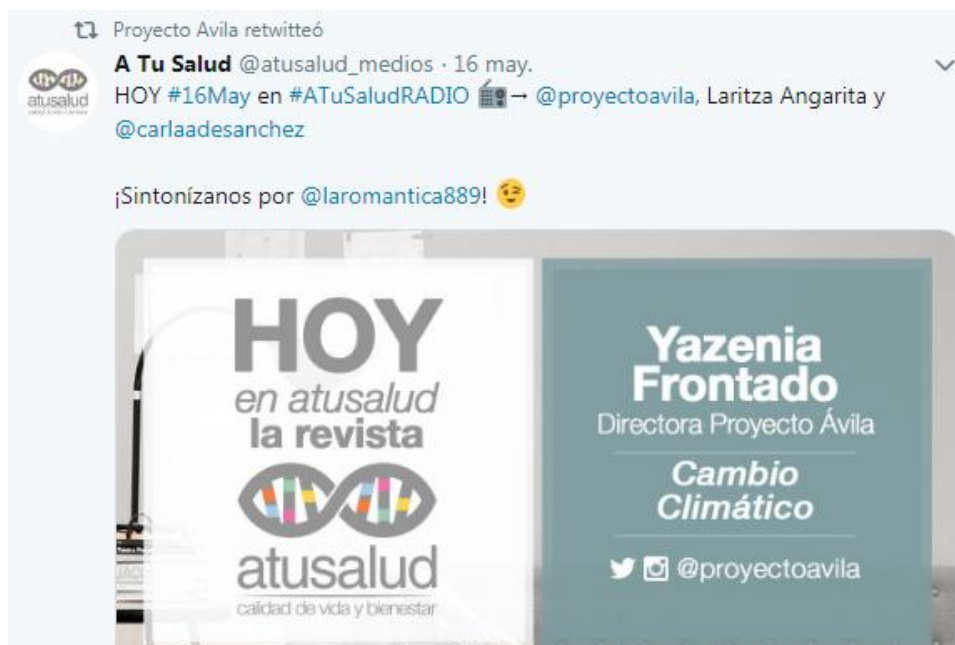 Proyecto Avila retwitteó
A Tu Salud @atusalud_medios · 16 may.
HOY #16May en #ATuSaludRADIO 📻→ @proyectoavila, Laritza Angarita y
@carlaadesanchez
¡Sintonízanos por @laromantica889! 😉
atusalud
HOY
en atusalud
la revista
atusalud
calidad de vida y bienestar
Yazenia
Frontado
Directora Proyecto Ávila
Cambio
Climático
@proyectoavila